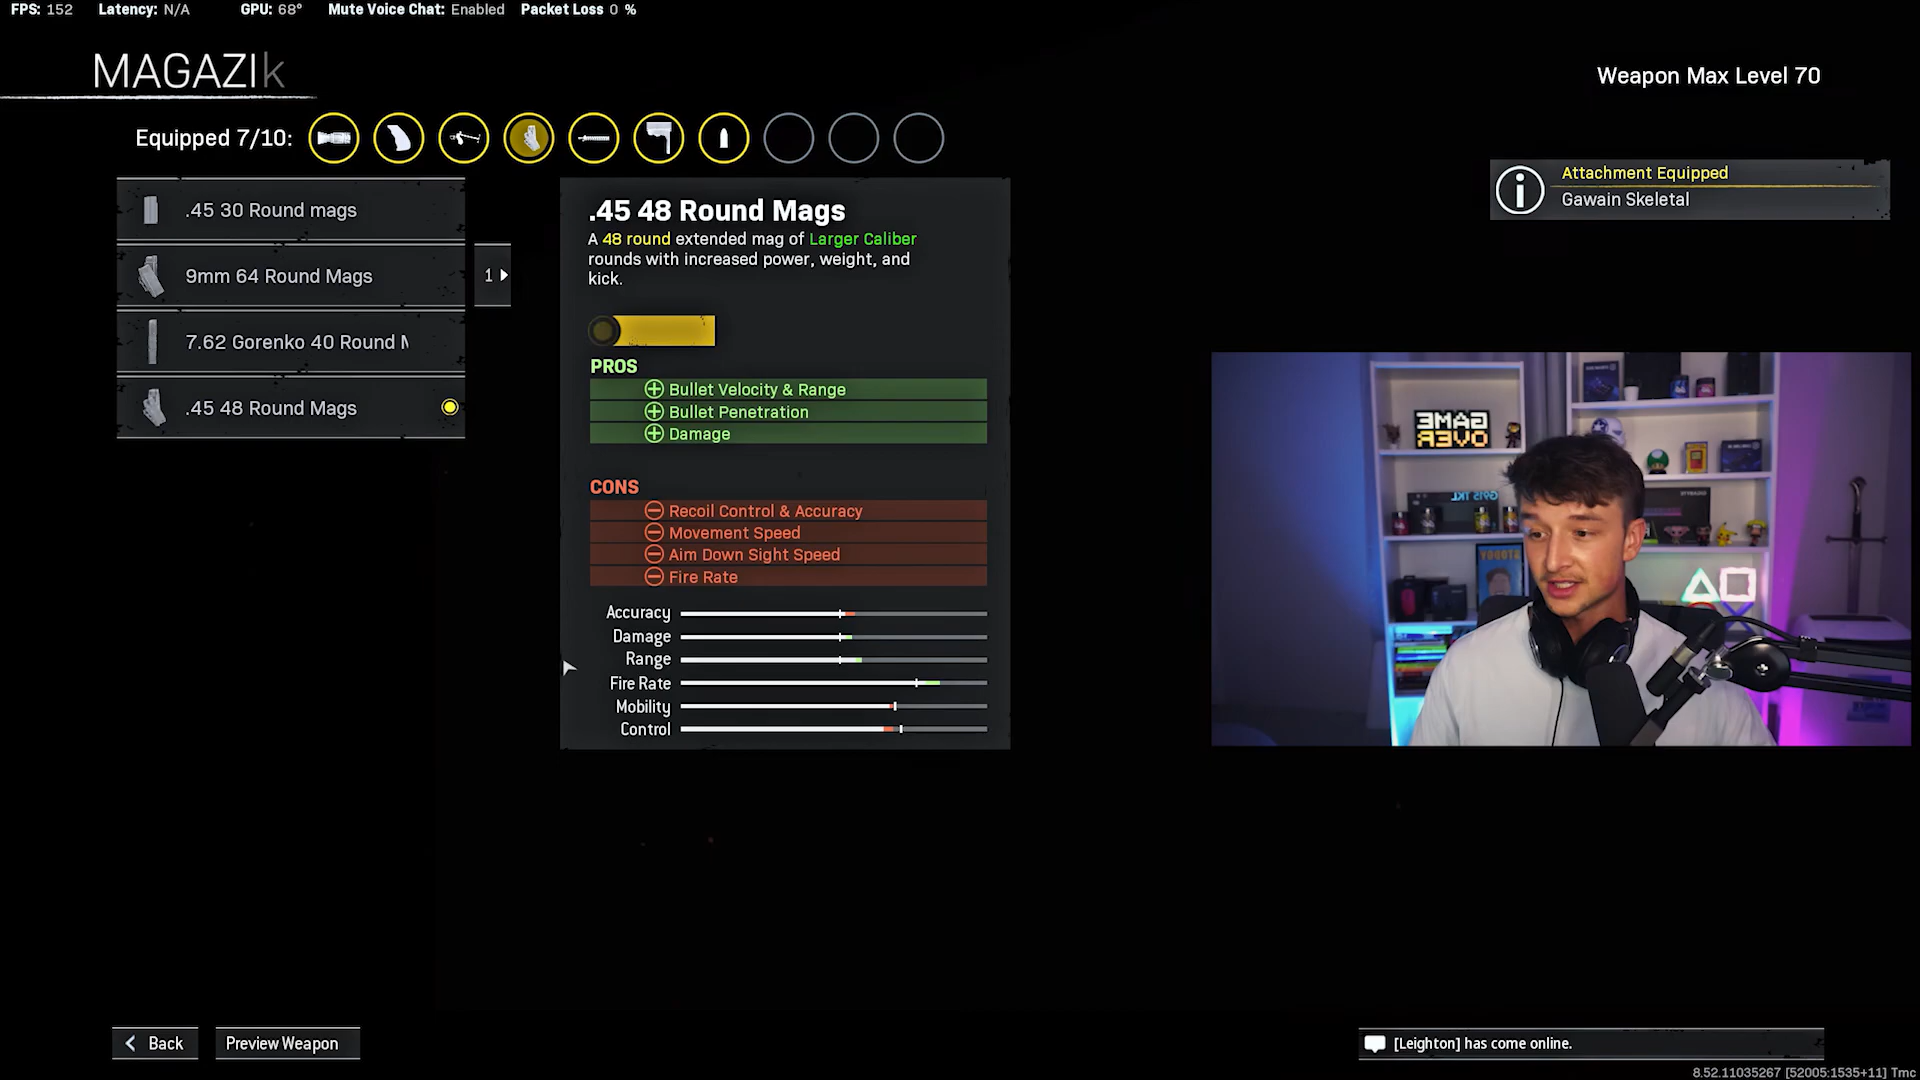 FPS: 152 Latency: N/A GPU: 68° Mute Voice Chat: Enabled Packet Loss 0 %
MAGAZIk
Weapon Max Level 70
Equipped 7/10:
.45 30 Round mags
9mm 64 Round Mags
1
7.62 Gorenko 40 Round M
.45 48 Round Mags
.45 48 Round Mags
A 48 round extended mag of Larger Caliber
rounds with increased power, weight, and
kick.
PROS
Bullet Velocity & Range
Bullet Penetration
Damage
CONS
Recoil Control & Accuracy
Movement Speed
Aim Down Sight Speed
Fire Rate
Accuracy
Damage
Range
Fire Rate
Mobility
Control
Attachment Equipped
Gawain Skeletal
GAME
OVER
G915 TKL
STODDY
Back
Preview Weapon
[Leighton] has come online.
8.52.11035267 [52005:1535+11] Tmc